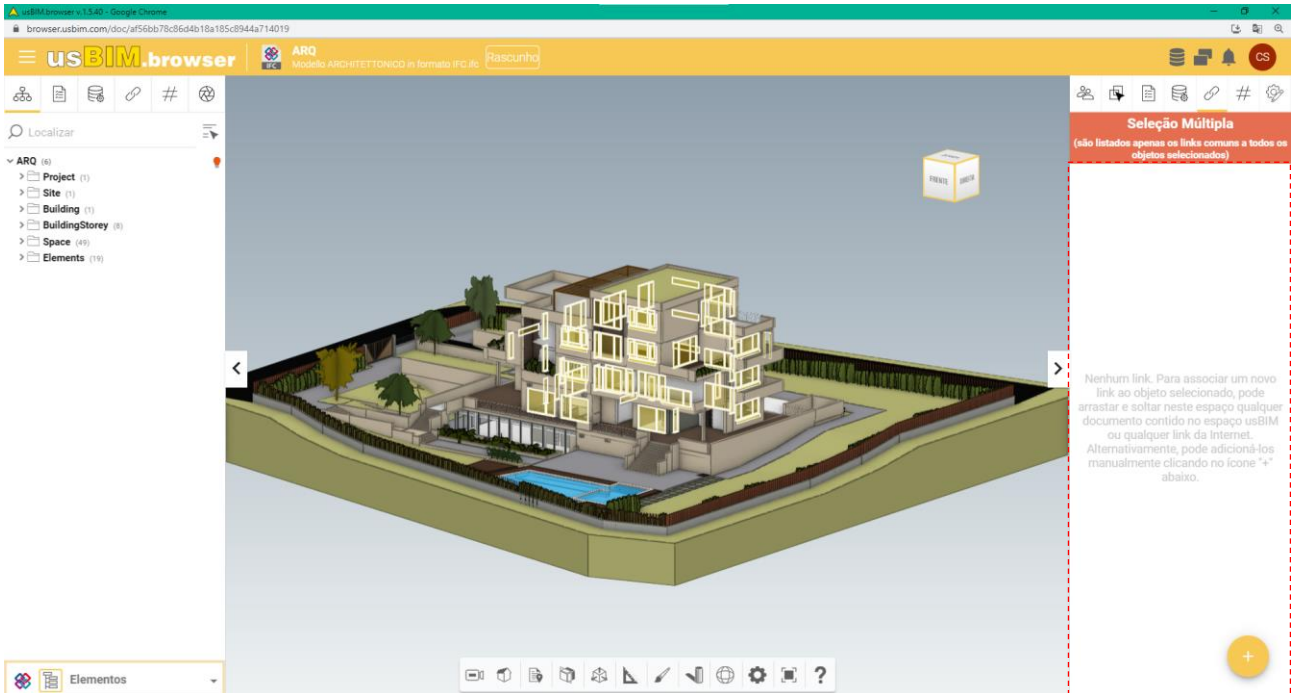 usBIM.browser v.1.5.40 - Google Chrome
browser.usbim.com/doc/af56bb78c86d4b18a185c8944a714019
usBIM.browser
IFC
ARQ
Modello ARCHITETTONICO in formato IFC.ifc
Rascunho
CS
Localizar
ARQ (6)
Project (1)
Site (1)
Building (1)
BuildingStorey (8)
Space (49)
Elements (19)
Elementos
FRENTE
DIREITA
Seleção Múltipla
(são listados apenas os links comuns a todos os
objetos selecionados)
Nenhum link. Para associar um novo
link ao objeto selecionado, pode
arrastar e soltar neste espaço qualquer
documento contido no espaço usBIM
ou qualquer link da Internet.
Alternativamente, pode adicioná-los
manualmente clicando no ícone "+"
abaixo.